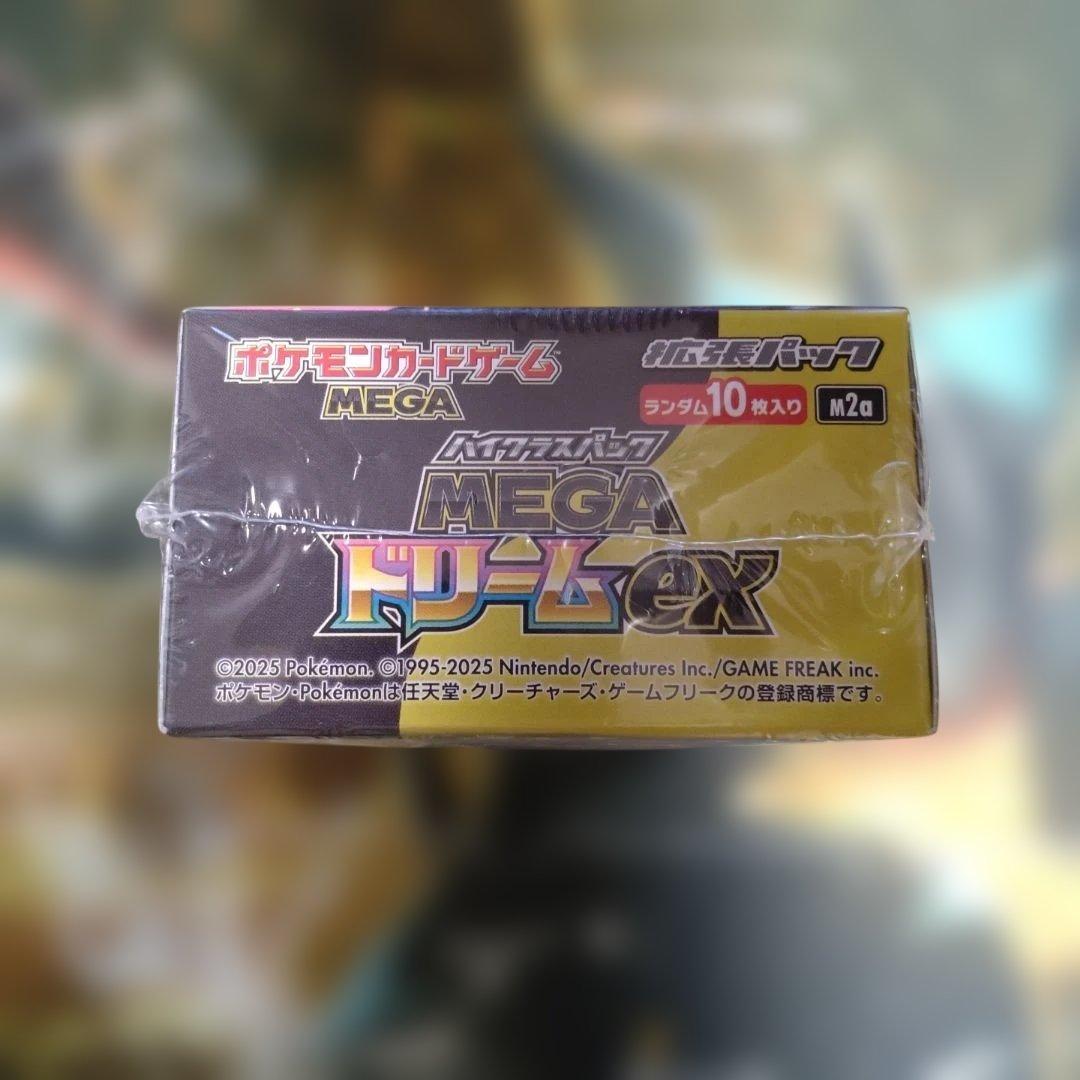 ポケモンカードゲーム™
MEGA
拡張パック
ランダム10枚入り M2a
ハイクラスパック
MEGA
ドリームex
©2025 Pokémon. ©1995-2025 Nintendo/Creatures Inc./GAME FREAK inc.
ポケモン・Pokémonは任天堂・クリーチャーズ・ゲームフリークの登録商標です。